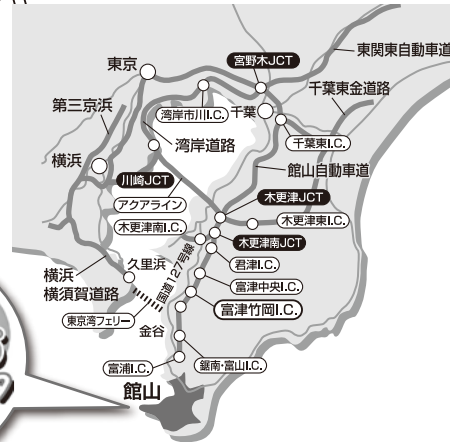 宮野木JCT
東関東自動車道
東京
千葉東金道路
第三京浜
湾岸市川I.C.
千葉
千葉東I.C.
湾岸道路
横浜
館山自動車道
川崎JCT
アクアライン
木更津JCT
木更津東I.C.
木更津南I.C.
木更津南JCT
国道127号線
君津I.C.
久里浜
横浜
横須賀道路
富津中央I.C.
富津竹岡I.C.
東京湾フェリー
金谷
富浦I.C.
鋸南・富山I.C.
館山